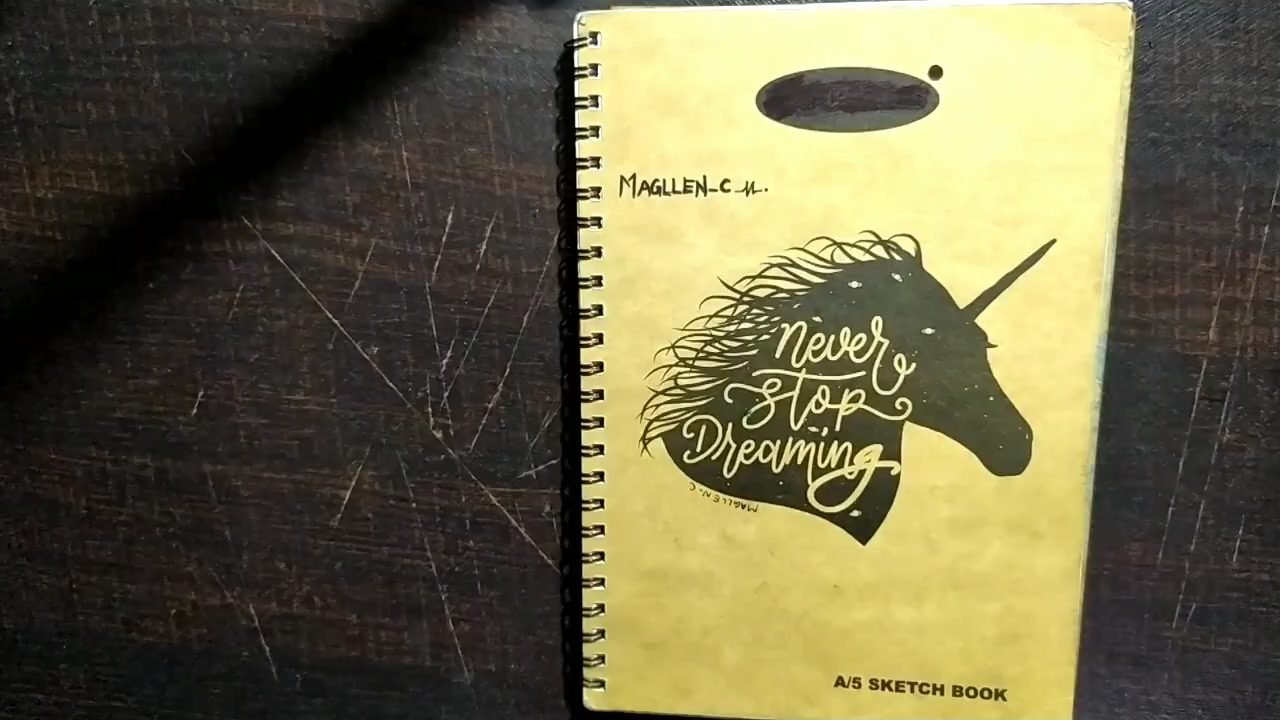 MAGLLEN-C
Never
Stop
Dreaming
MAGLLEN-C
A/5 SKETCH BOOK